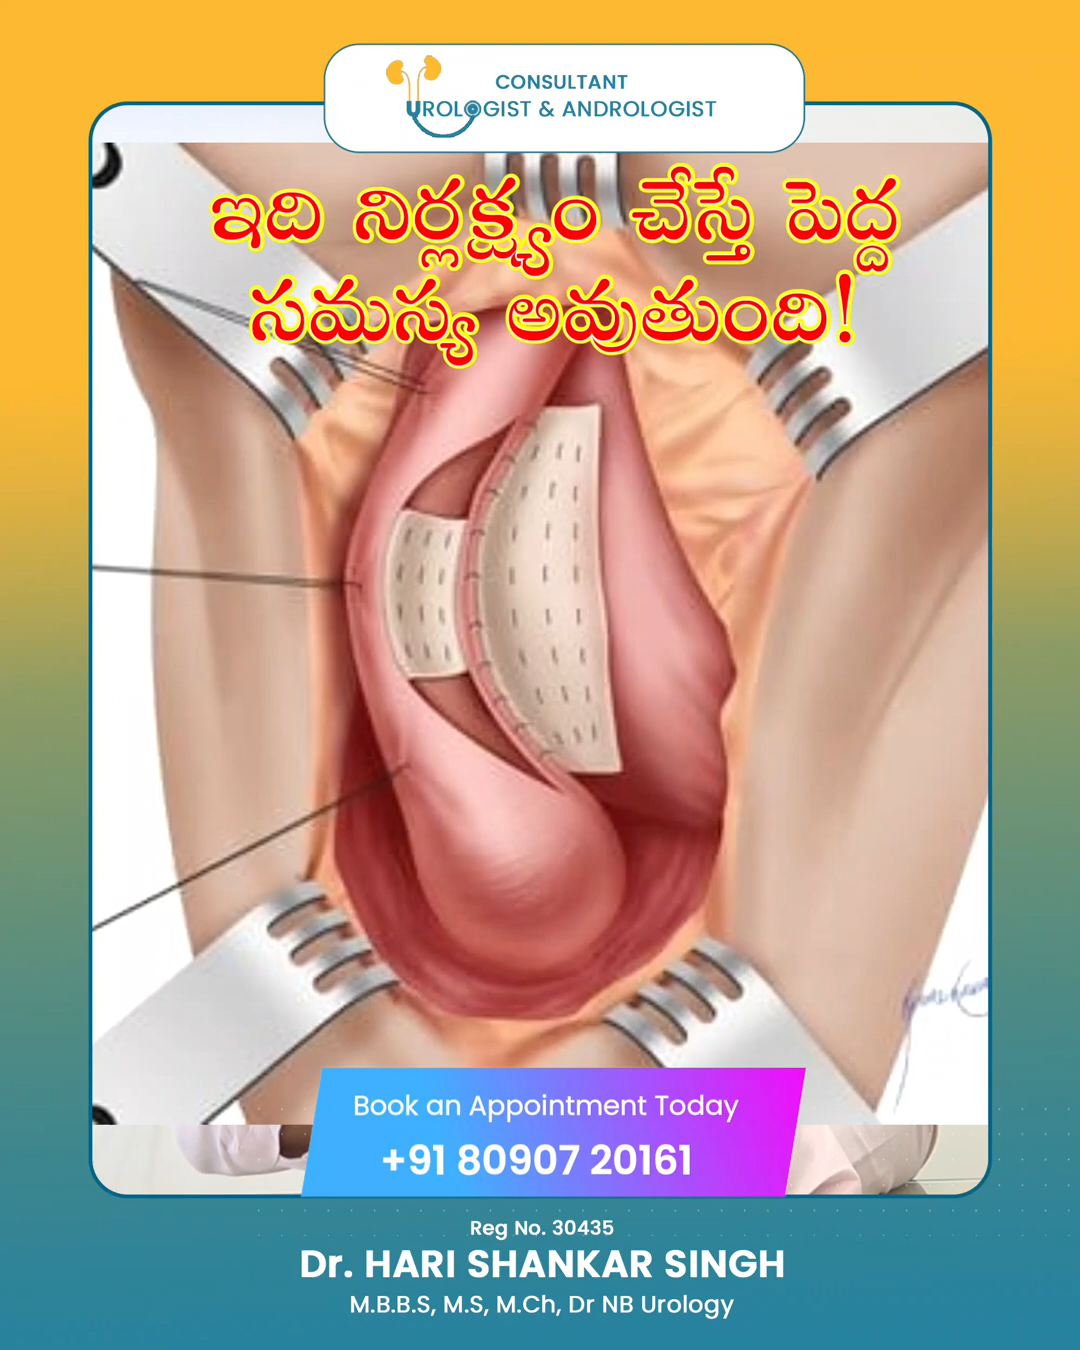 CONSULTANT
UROLOGIST & ANDROLOGIST
ఇది నిర్లక్ష్యం చేస్తే పెద్ద
సమస్య అవుతుంది!
Book an Appointment Today
+91 80907 20161
Reg No. 30435
Dr. HARI SHANKAR SINGH
M.B.B.S, M.S, M.Ch, Dr NB Urology